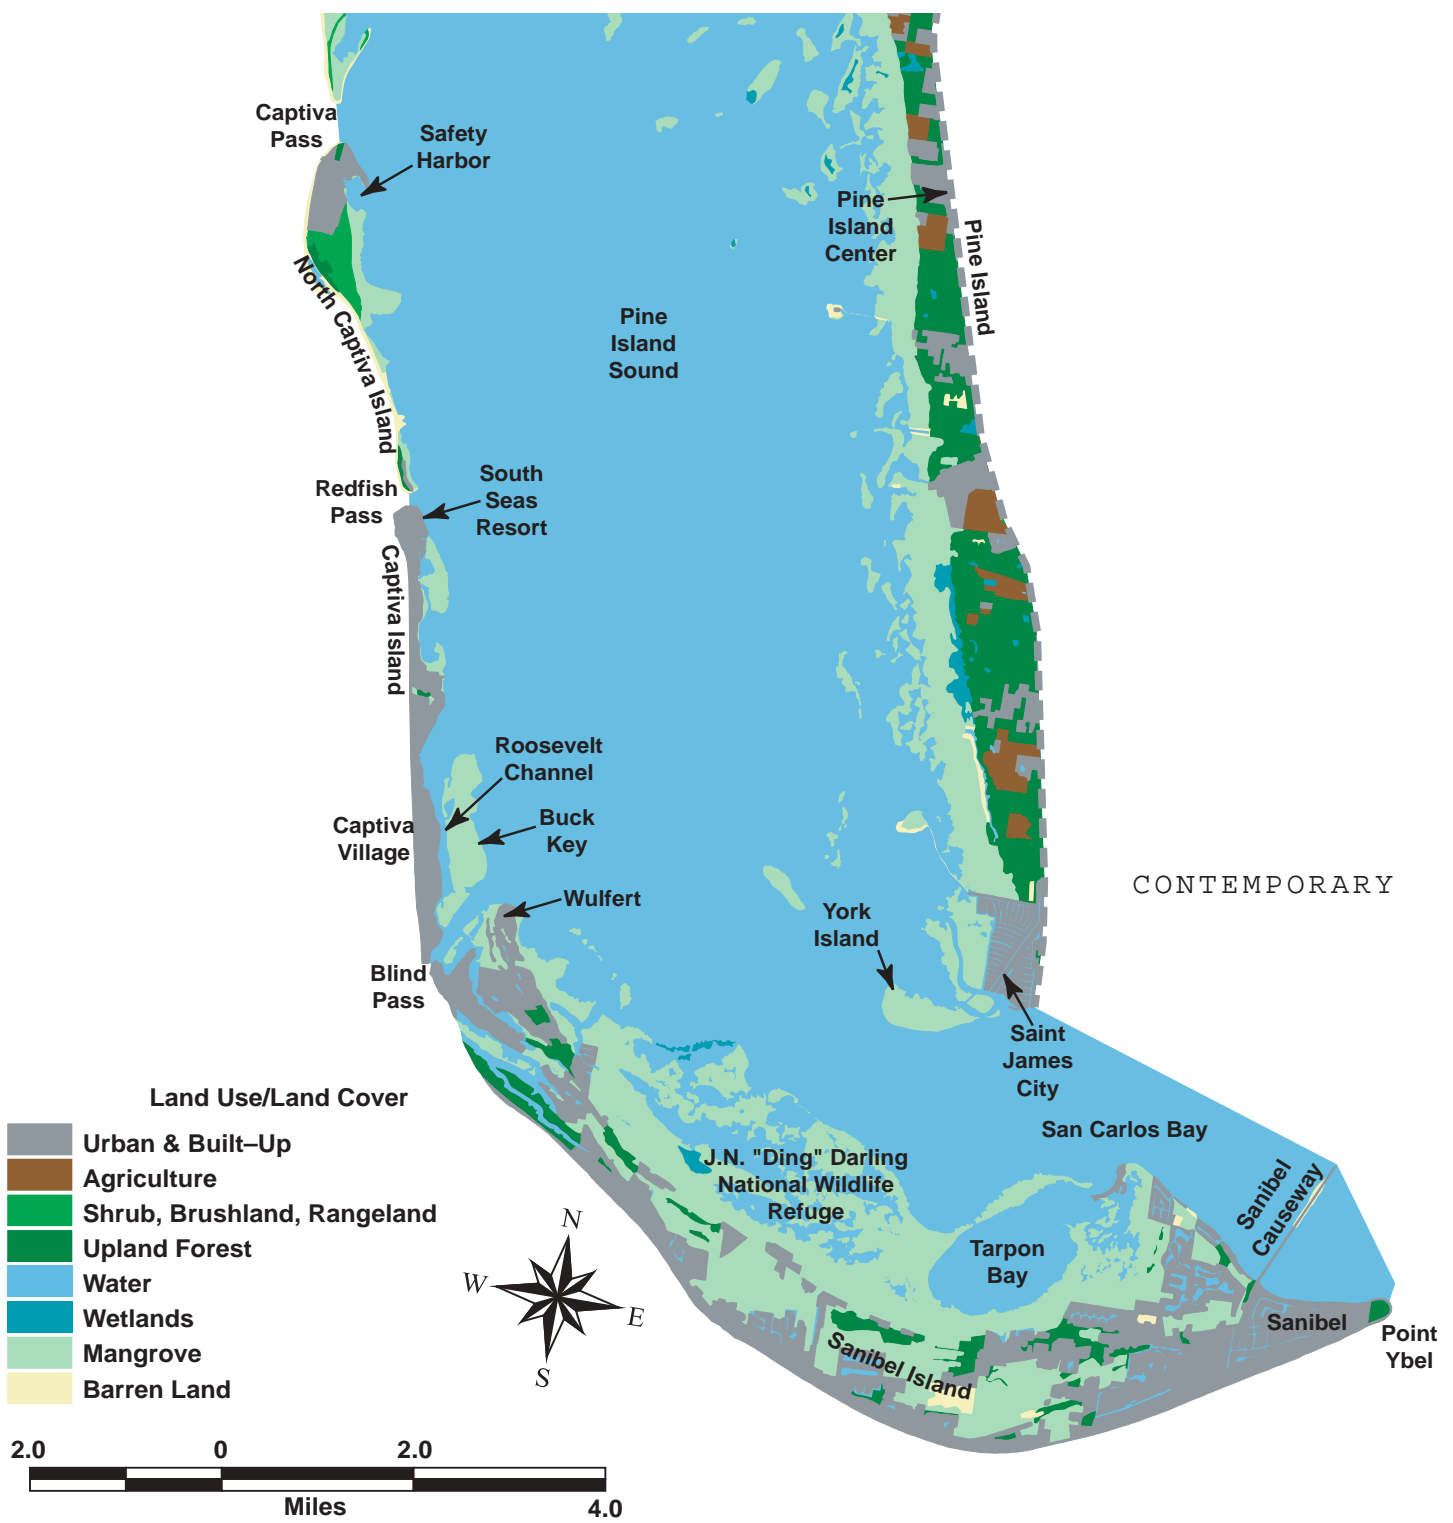 Captiva
Pass
Safety
Harbor
Pine
Island
Center
Pine Island
North Captiva Island
Pine
Island
Sound
Redfish
Pass
South
Seas
Resort
Captiva Island
Roosevelt
Channel
Captiva
Village
Buck
Key
Wulfert
York
Island
CONTEMPORARY
Blind
Pass
Saint
James
City
San Carlos Bay
Sanibel
Causeway
J.N. "Ding" Darling
National Wildlife
Refuge
Tarpon
Bay
Sanibel
Point
Ybel
Sanibel Island
N
W
E
S
Land Use/Land Cover
Urban & Built–Up
Agriculture
Shrub, Brushland, Rangeland
Upland Forest
Water
Wetlands
Mangrove
Barren Land
2.0 0 2.0
Miles 4.0